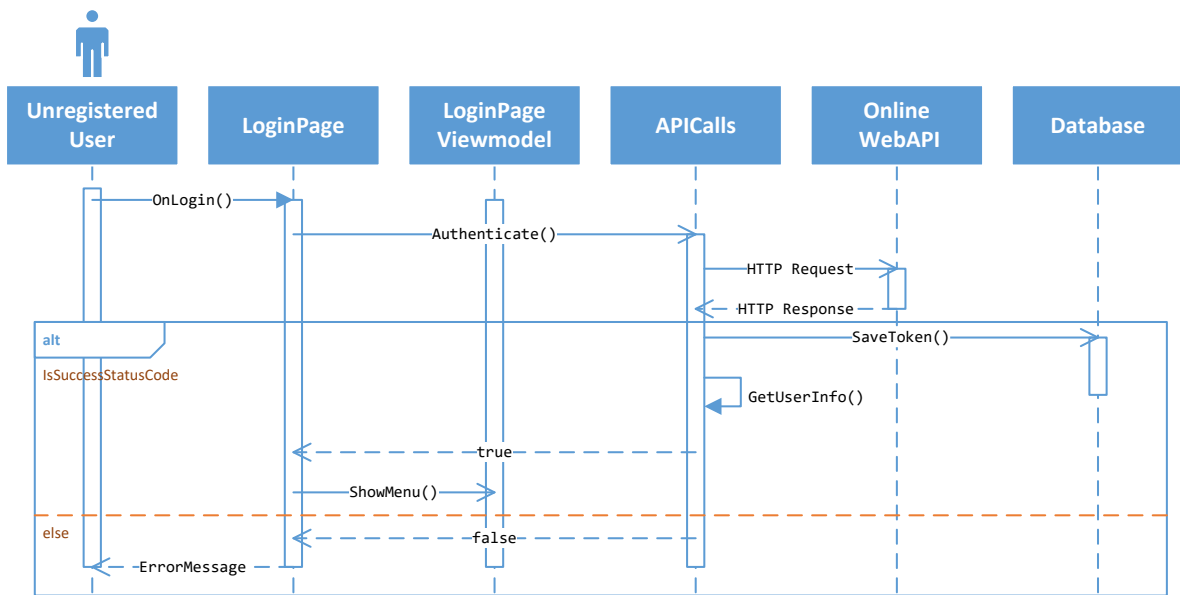 Unregistered
User
LoginPage
LoginPage
Viewmodel
APICalls
Online
WebAPI
Database
OnLogin()
Authenticate()
HTTP Request
HTTP Response
alt
SaveToken()
IsSuccessStatusCode
GetUserInfo()
true
ShowMenu()
else
false
ErrorMessage